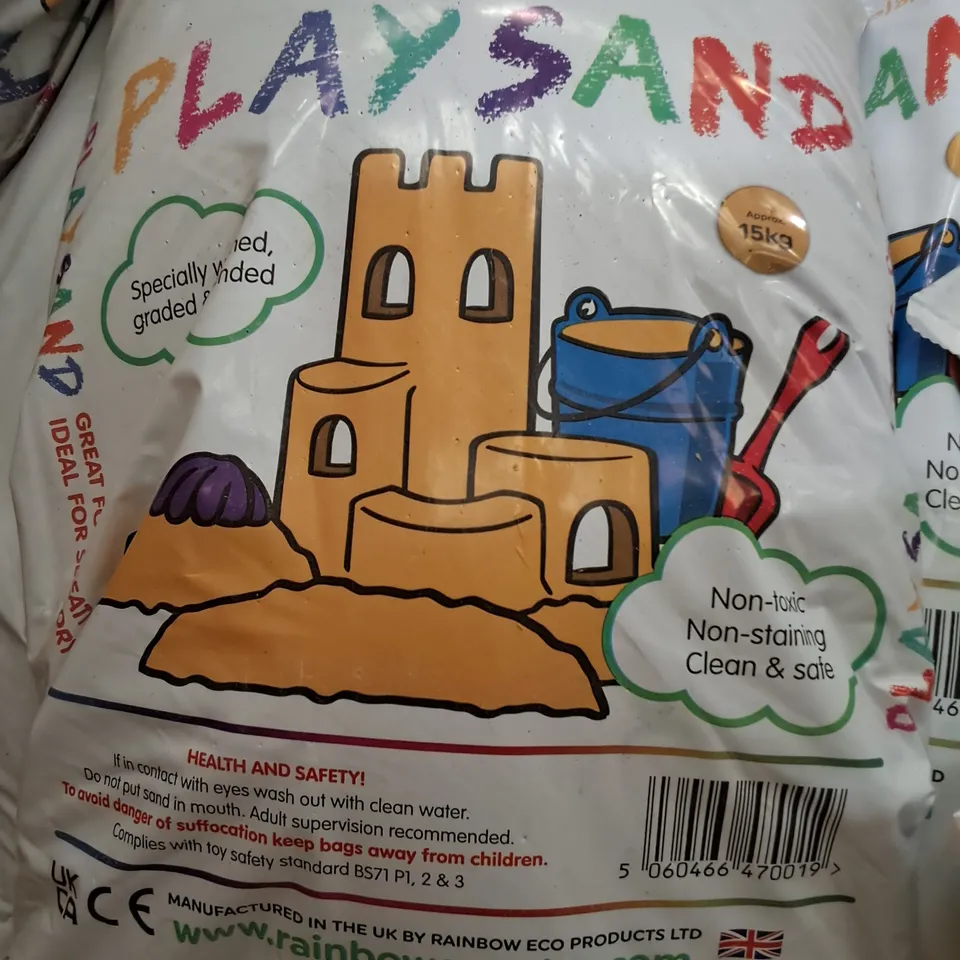 PLAYSAND
Approx.
15kg
Specially
graded &
Non-toxic
Non-staining
Clean & safe
PLAYSAND
GREAT
IDEAL FOR
HEALTH AND SAFETY!
If in contact with eyes wash out with clean water.
Do not put sand in mouth. Adult supervision recommended.
To avoid danger of suffocation keep bags away from children.
Complies with toy safety standard BS71 P1, 2 & 3
5 060466 470019 >
UK
CA
CE
MANUFACTURED IN THE UK BY RAINBOW ECO PRODUCTS LTD